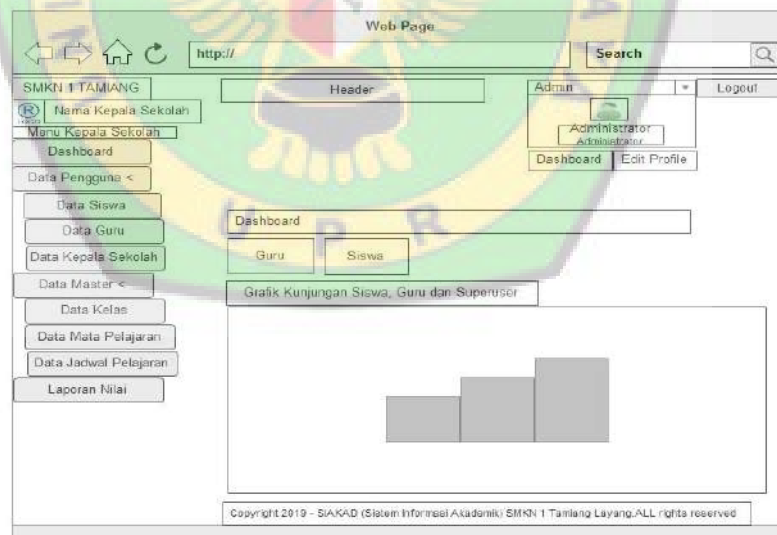 Web Page
http://
Search
SMKN 1 TAMIANG
Header
Admin
Logout
Nama Kepala Sekolah
Menu Kepala Sekolah
Administrator
Administrator
Dashboard
Edit Profile
Dashboard
Data Pengguna <
Data Siswa
Data Guru
Data Kepala Sekolah
Data Master <
Data Kelas
Data Mata Pelajaran
Data Jadwal Pelajaran
Laporan Nilai
Dashboard
Guru
Siswa
Grafik Kunjungan Siswa, Guru dan Superuser
Copyright 2019 - SIAKAD (Sistem Informasi Akademik) SMKN 1 Tamiang Layang.ALL rights reserved
U P R